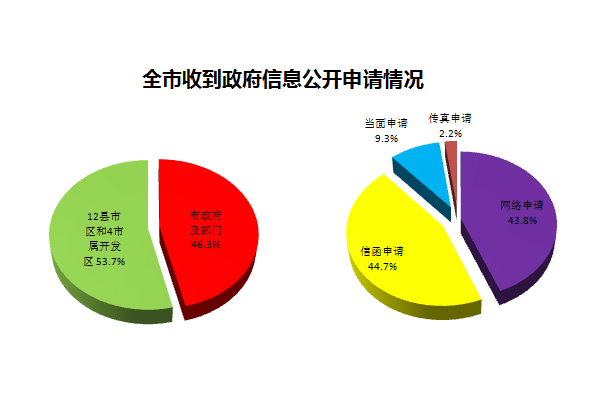 全市收到政府信息公开申请情况
12县市
区和4市
属开发
区 53.7%
市政府
及部门
46.3%
当面申请
9.3%
传真申请
2.2%
网络申请
43.8%
信函申请
44.7%